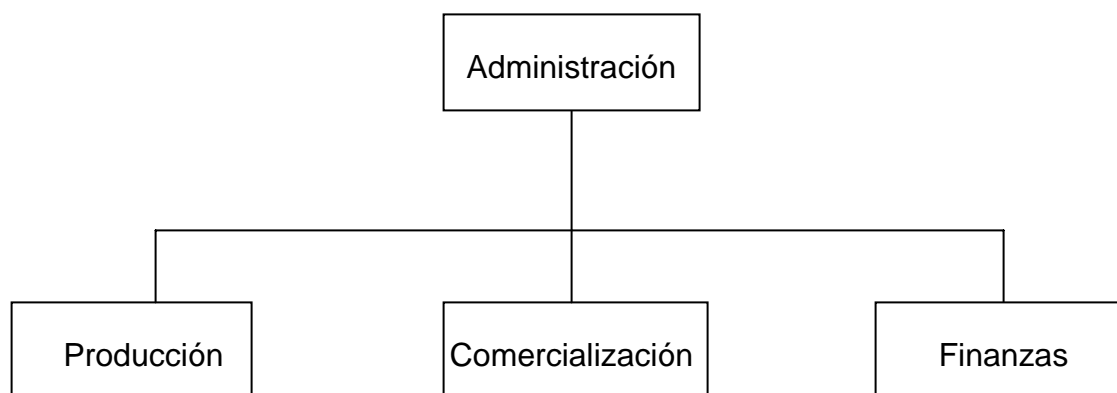 Administración
Producción
Comercialización
Finanzas